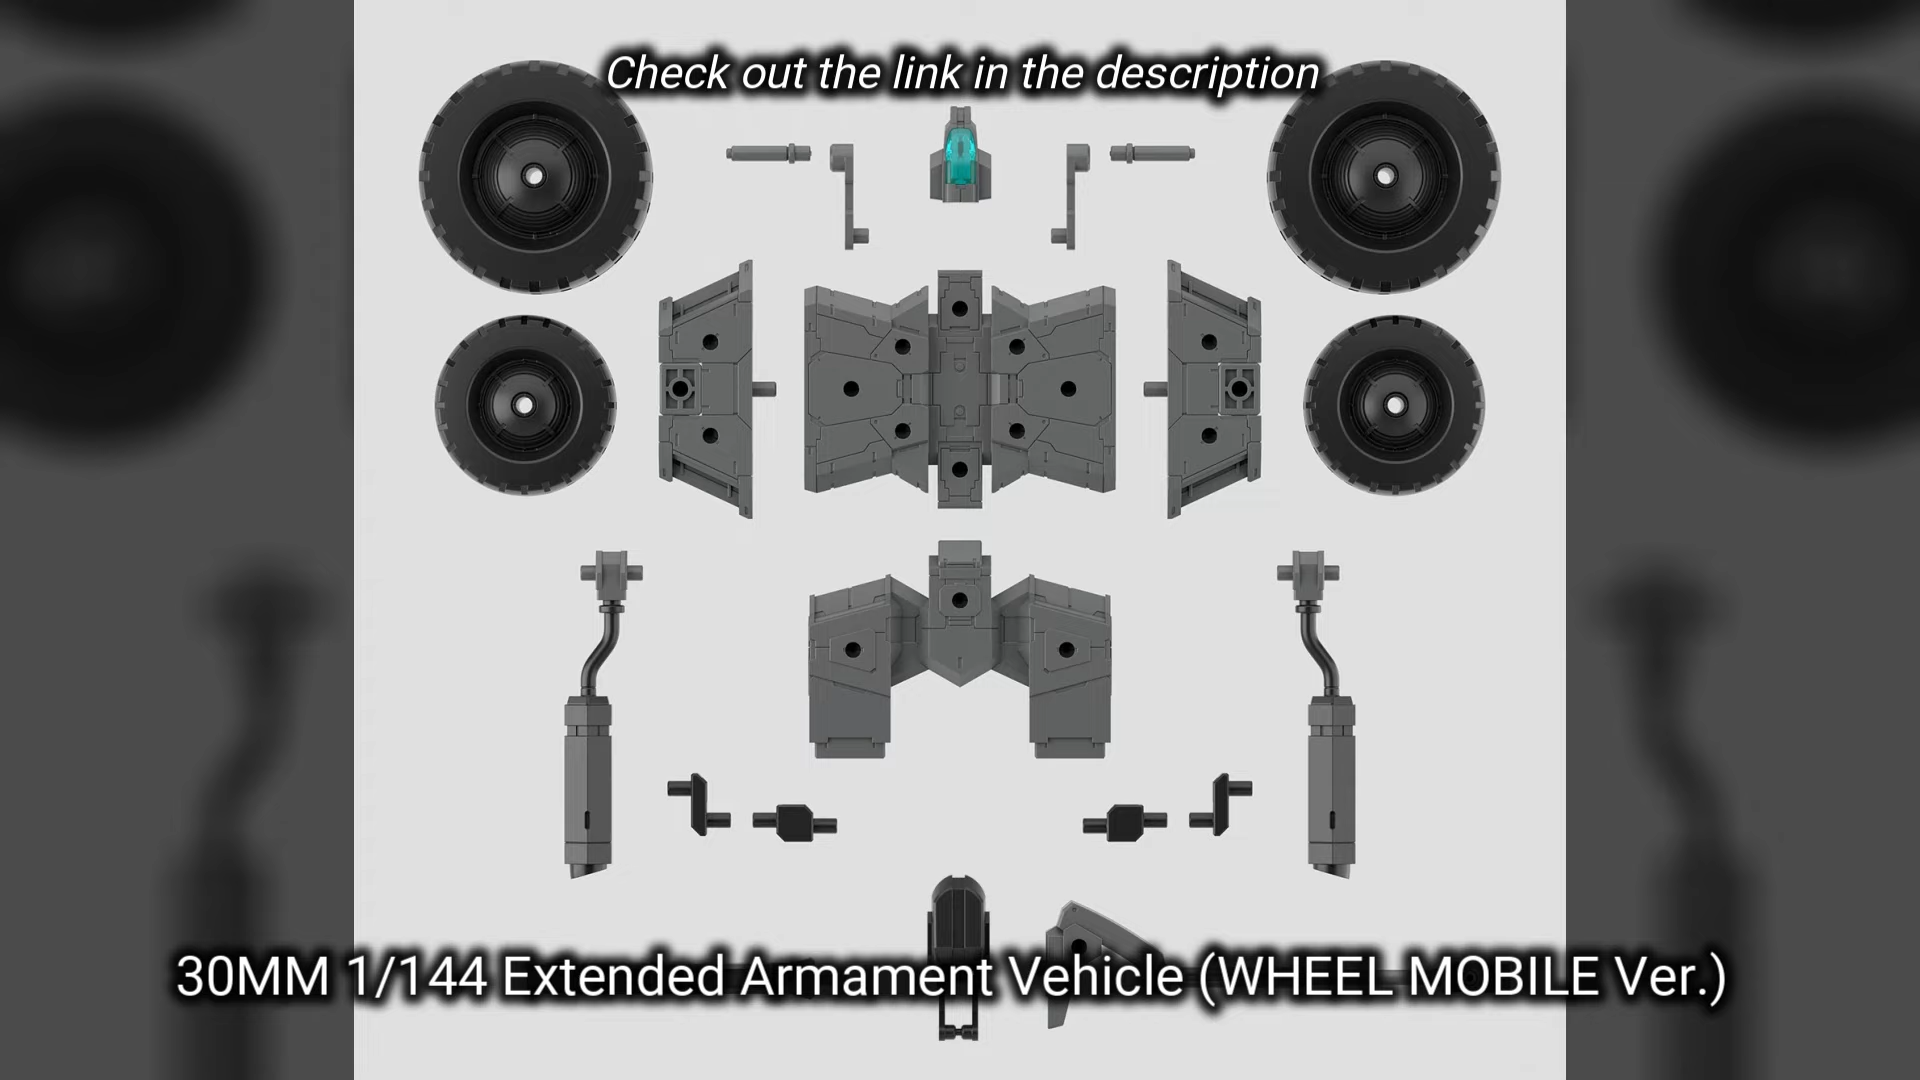 Check out the link in the description
30MM 1/144 Extended Armament Vehicle (WHEEL MOBILE Ver.)